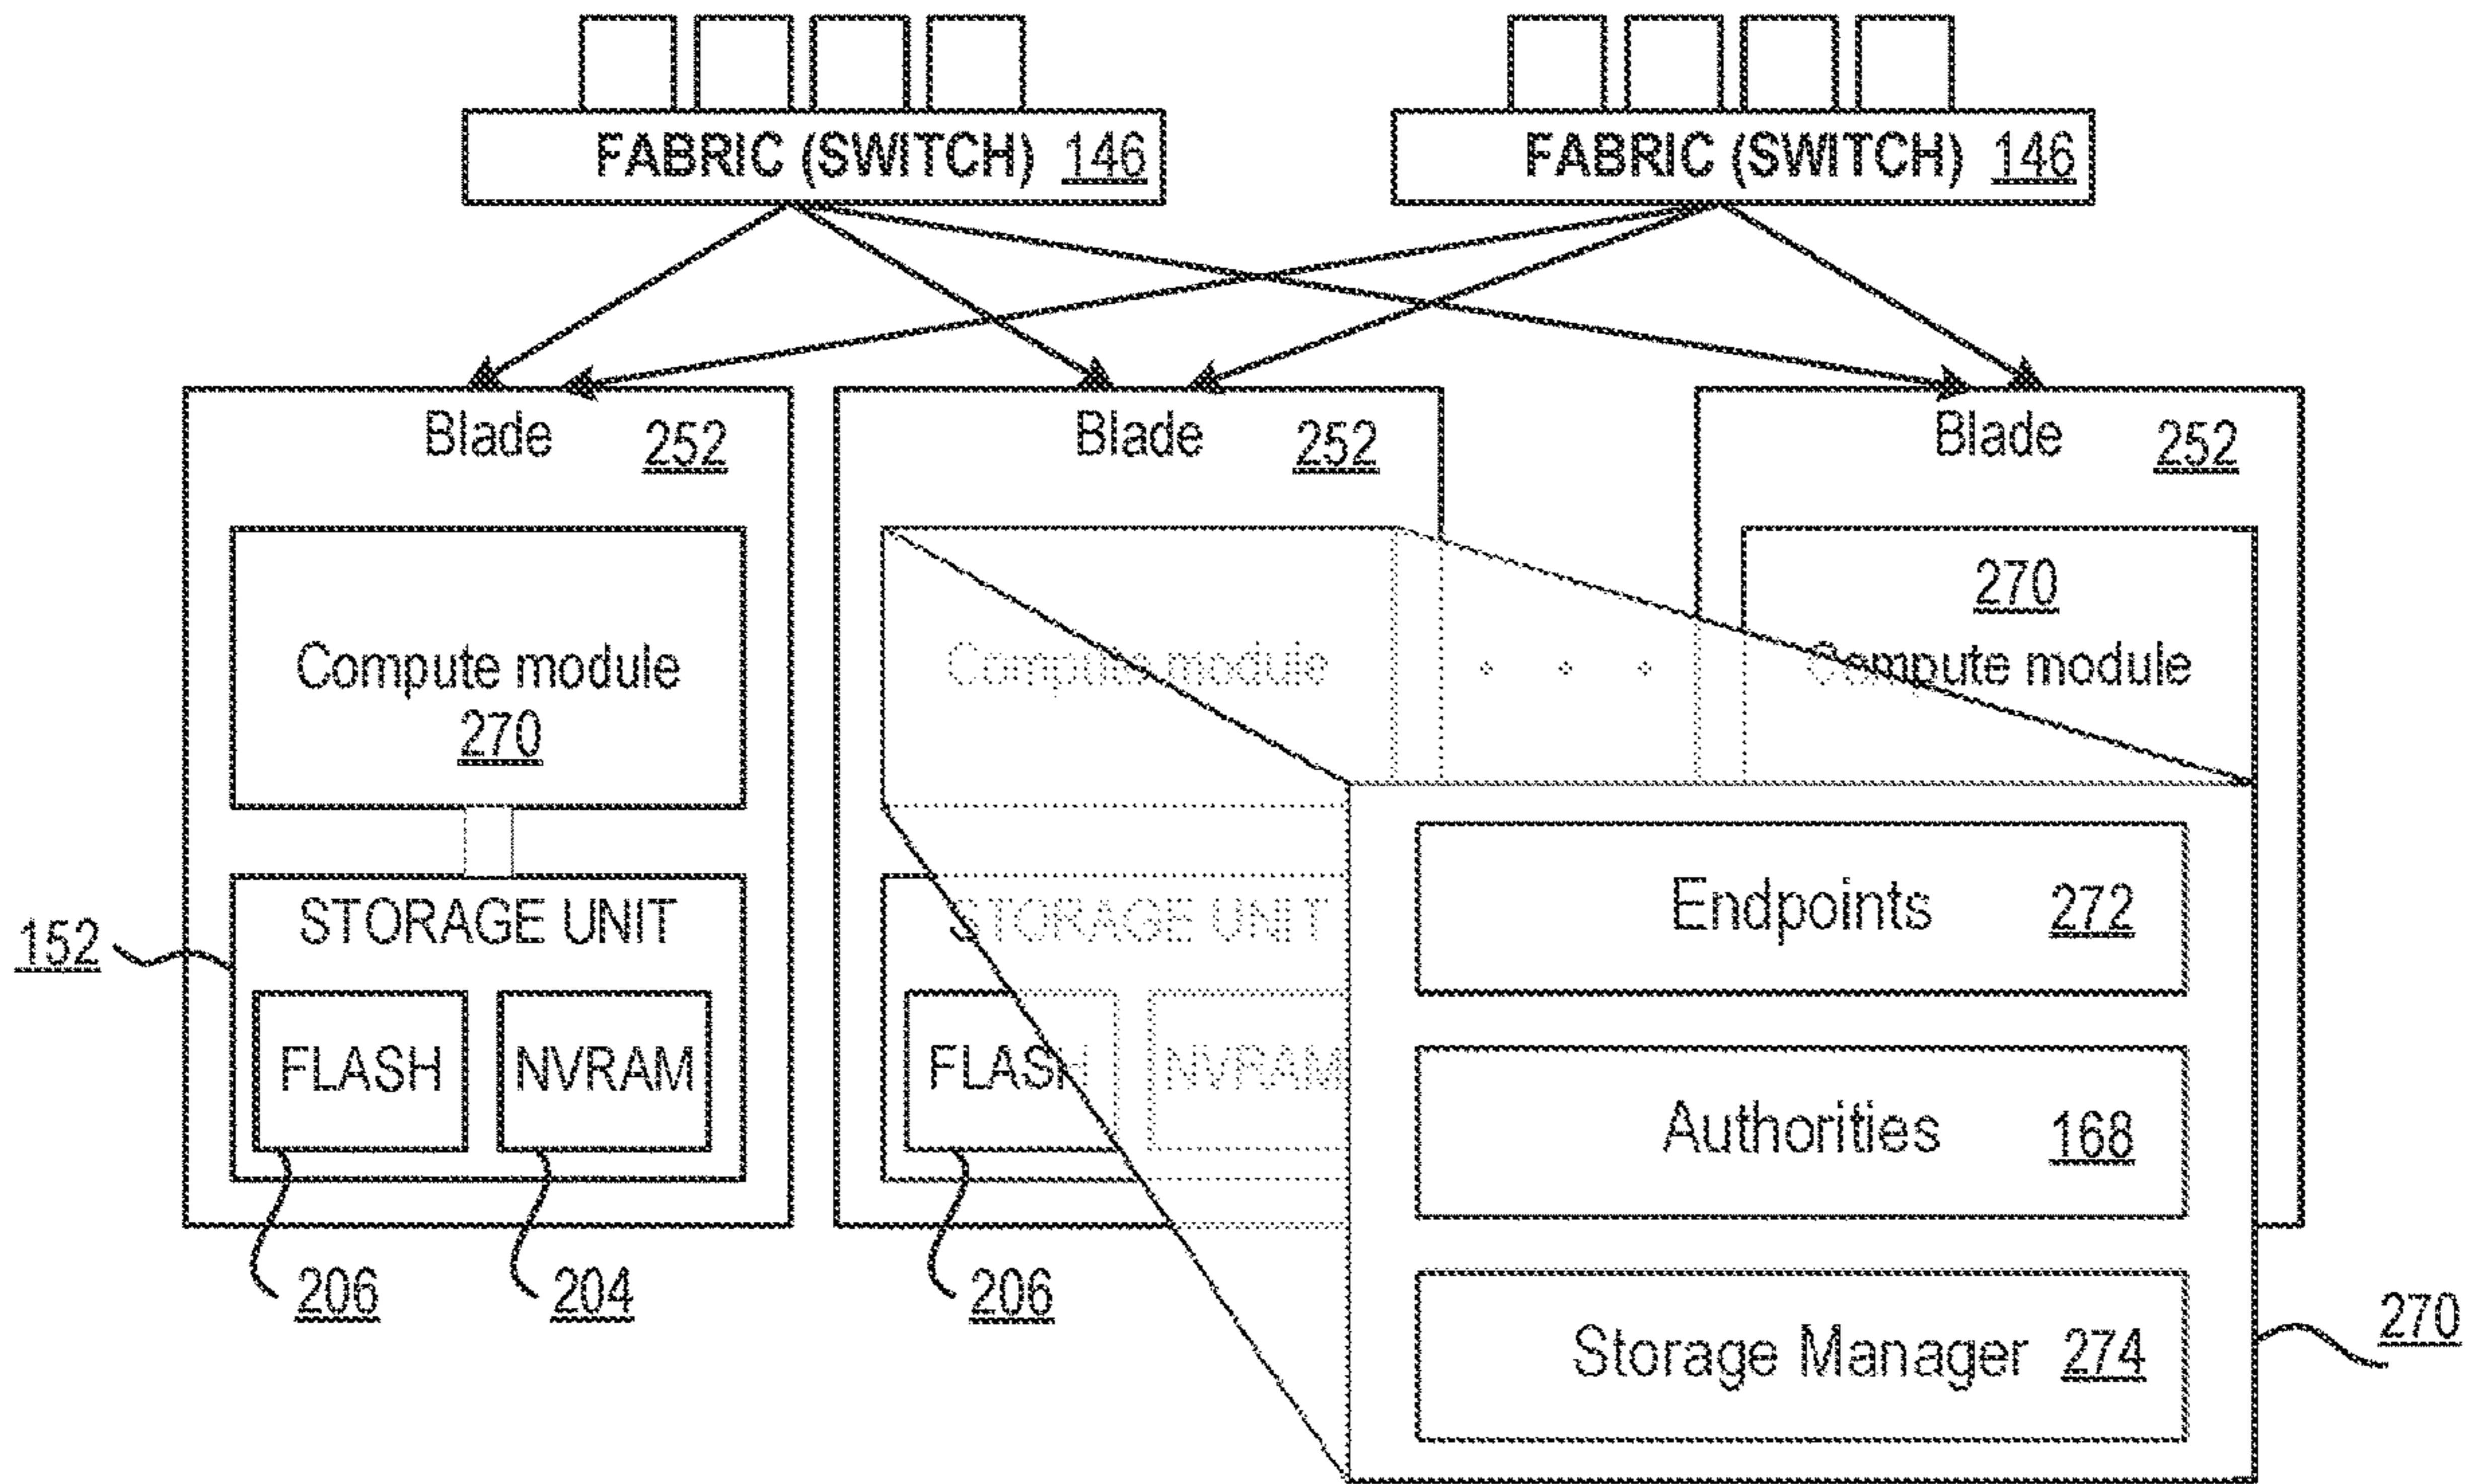 FABRIC (SWITCH) 146
FABRIC (SWITCH) 146
Blade 252
Blade 252
Blade 252
Compute module
270
Compute module
270
Compute module
152
STORAGE UNIT
FLASH
NVRAM
206
204
STORAGE UNIT
FLASH
NVRAM
206
Endpoints 272
Authorities 168
Storage Manager 274
270